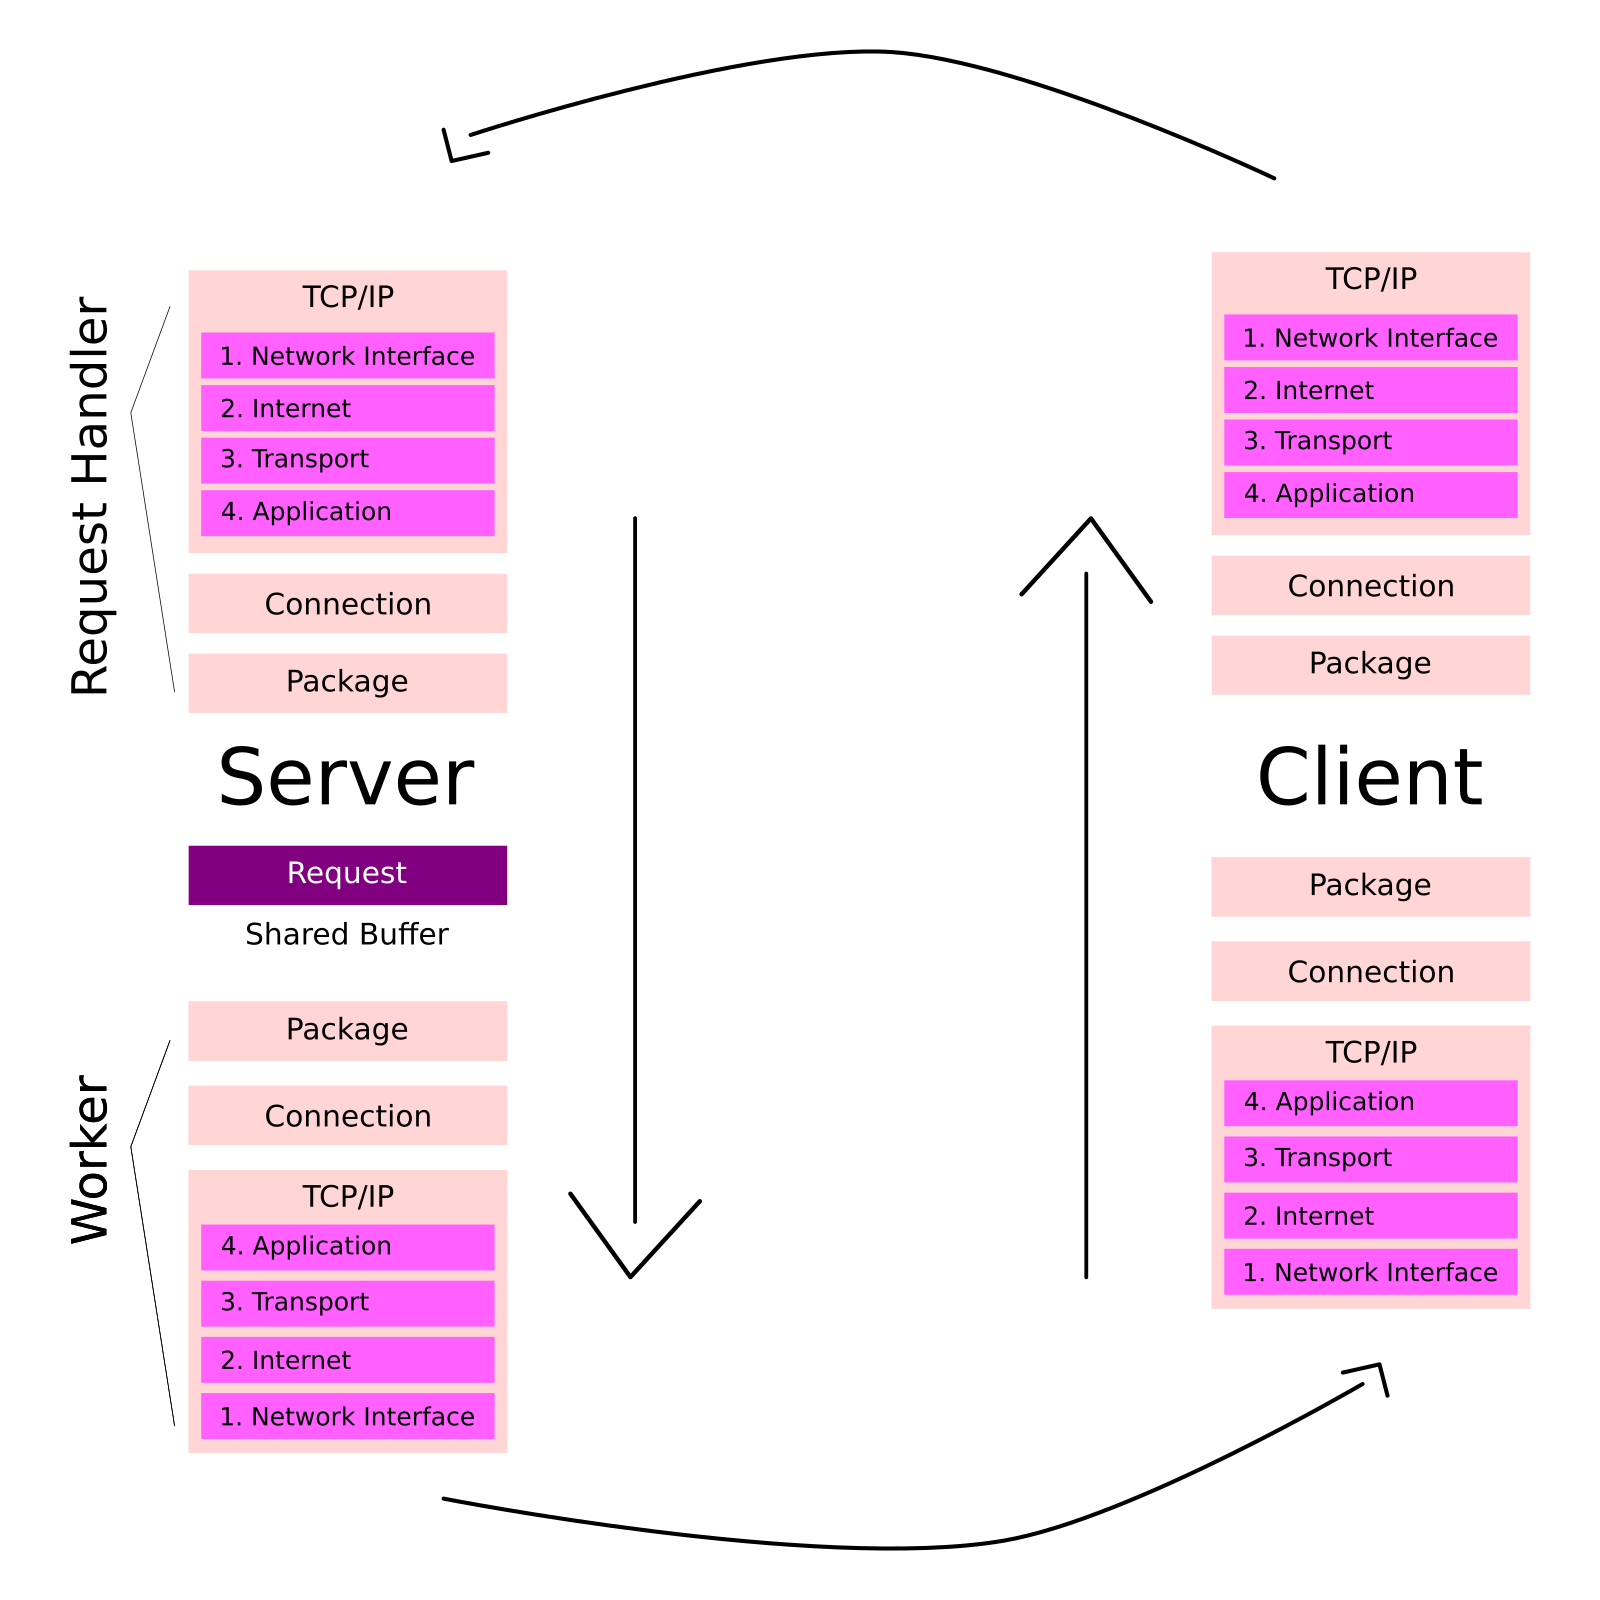 Request Handler
TCP/IP
1. Network Interface
2. Internet
3. Transport
4. Application
Connection
Package
Server
Request
Shared Buffer
Worker
Package
Connection
TCP/IP
4. Application
3. Transport
2. Internet
1. Network Interface
TCP/IP
1. Network Interface
2. Internet
3. Transport
4. Application
Connection
Package
Client
Package
Connection
TCP/IP
4. Application
3. Transport
2. Internet
1. Network Interface